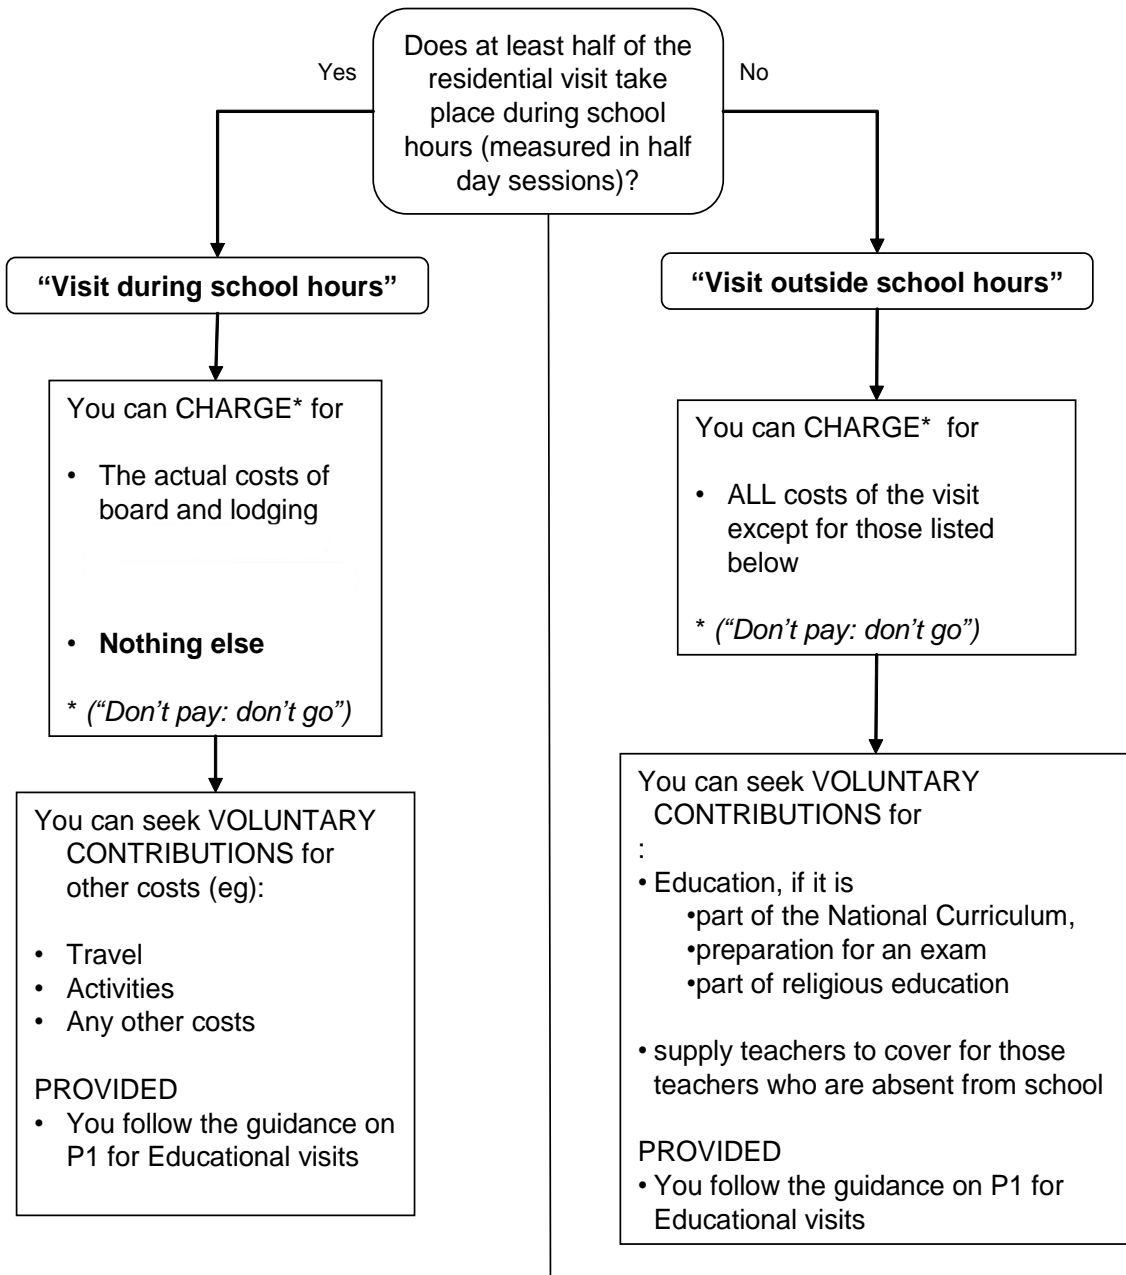 Does at least half of the
residential visit take
place during school
hours (measured in half
day sessions)?
Yes
No
“Visit during school hours”
You can CHARGE* for
• The actual costs of
board and lodging
• Nothing else
* (“Don’t pay: don’t go”)
You can seek VOLUNTARY
CONTRIBUTIONS for
other costs (eg):
• Travel
• Activities
• Any other costs
PROVIDED
• You follow the guidance on
P1 for Educational visits
“Visit outside school hours”
You can CHARGE*  for
• ALL costs of the visit
except for those listed
below
* (“Don’t pay: don’t go”)
You can seek VOLUNTARY
CONTRIBUTIONS for
:
• Education, if it is
•part of the National Curriculum,
•preparation for an exam
•part of religious education
• supply teachers to cover for those
teachers who are absent from school
PROVIDED
• You follow the guidance on P1 for
Educational visits